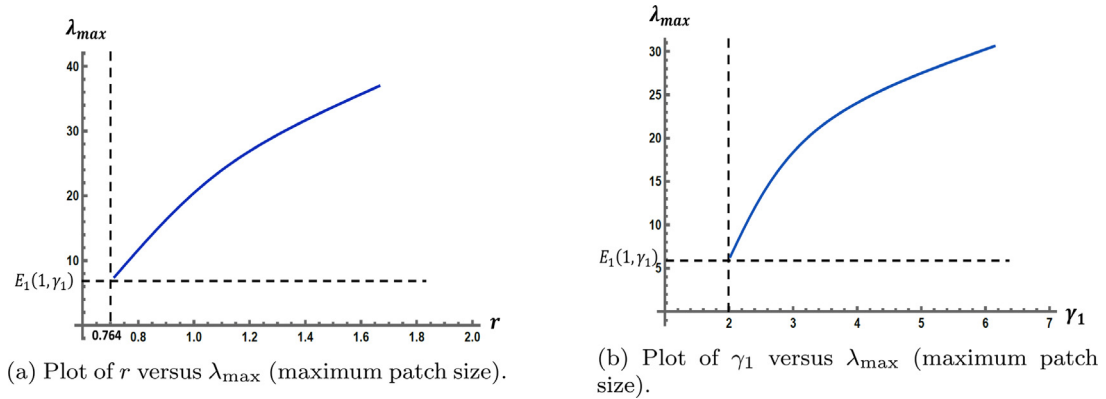 λmax
40
30
20
10
E₁(1,γ₁)
0.764 0.8 1.0 1.2 1.4 1.6 1.8 2.0 r
(a) Plot of r versus λmax (maximum patch size).
λmax
30
25
20
15
10
E₁(1,γ₁)
5
2 3 4 5 6 7 γ₁
(b) Plot of γ₁ versus λmax (maximum patch
size).